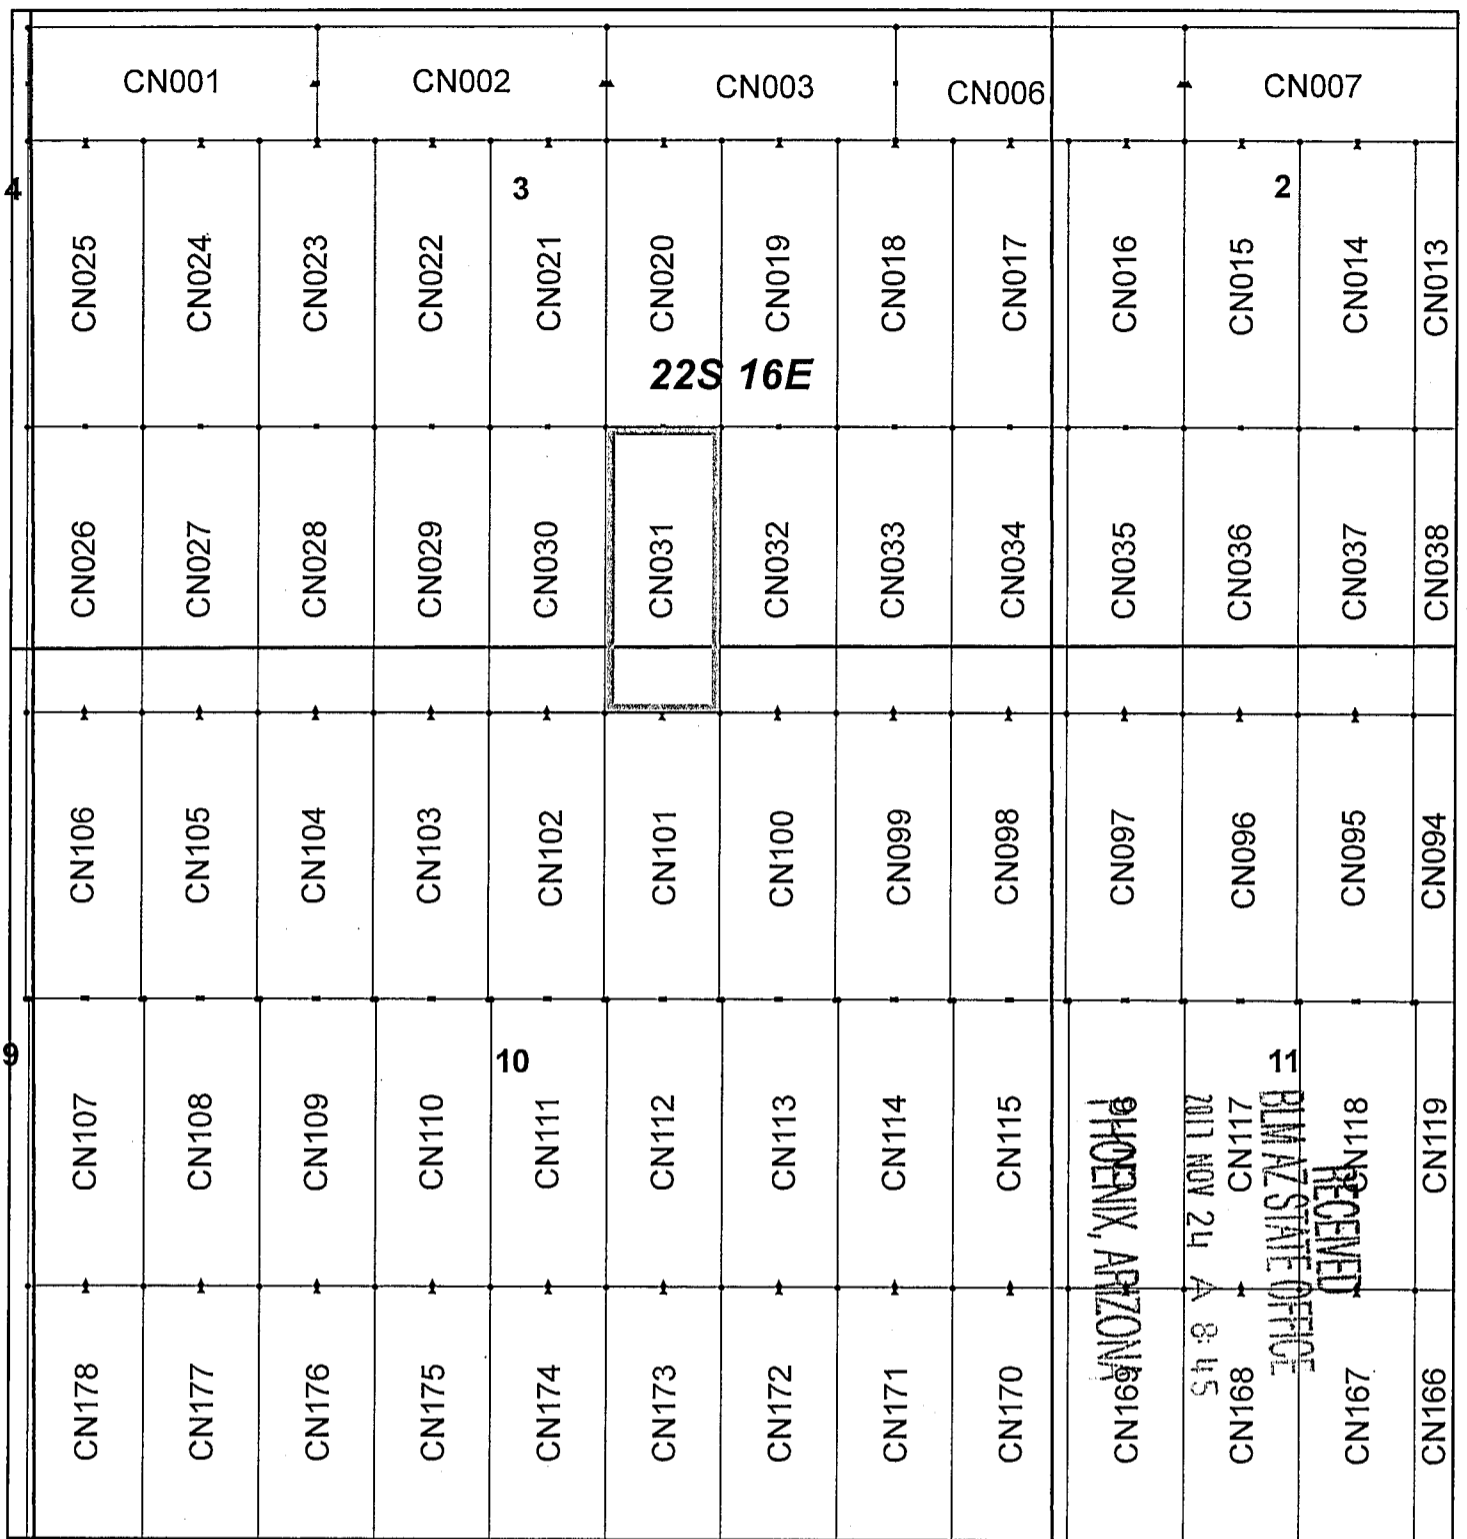 CN001 CN002 CN003 CN006 CN007
4 3 2
CN025 CN024 CN023 CN022 CN021 CN020 CN019 CN018 CN017 CN016 CN015 CN014 CN013
22S 16E
CN026 CN027 CN028 CN029 CN030 CN031 CN032 CN033 CN034 CN035 CN036 CN037 CN038
CN106 CN105 CN104 CN103 CN102 CN101 CN100 CN099 CN098 CN097 CN096 CN095 CN094
9 10 11
CN107 CN108 CN109 CN110 CN111 CN112 CN113 CN114 CN115 CN117 CN118 CN119
RECEIVED
BLM AZ STATE OFFICE
2017 NOV 24 A 8:45
PHOENIX, ARIZONA
CN178 CN177 CN176 CN175 CN174 CN173 CN172 CN171 CN170 CN169 CN168 CN167 CN166